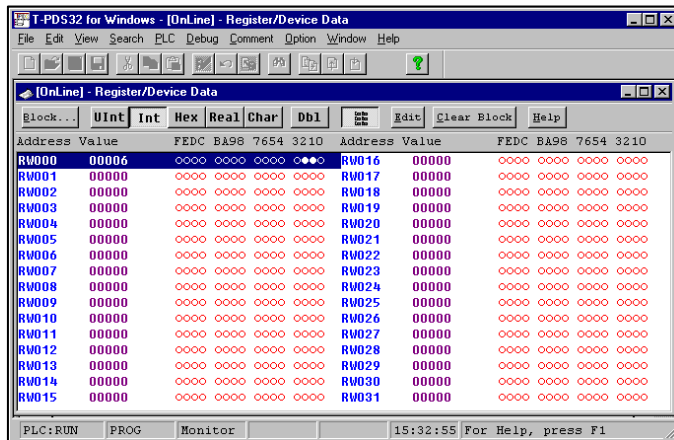 T-PDS32 for Windows - [OnLine] - Register/Device Data
File Edit View Search PLC Debug Comment Option Window Help
[OnLine] - Register/Device Data
Block... UInt Int Hex Real Char Dbl Edit Clear Block Help
Address Value FEDC BA98 7654 3210 Address Value FEDC BA98 7654 3210
RW000 00006 RW016 00000
RW001 00000 RW017 00000
RW002 00000 RW018 00000
RW003 00000 RW019 00000
RW004 00000 RW020 00000
RW005 00000 RW021 00000
RW006 00000 RW022 00000
RW007 00000 RW023 00000
RW008 00000 RW024 00000
RW009 00000 RW025 00000
RW010 00000 RW026 00000
RW011 00000 RW027 00000
RW012 00000 RW028 00000
RW013 00000 RW029 00000
RW014 00000 RW030 00000
RW015 00000 RW031 00000
PLC:RUN PROG Monitor 15:32:55 For Help, press F1